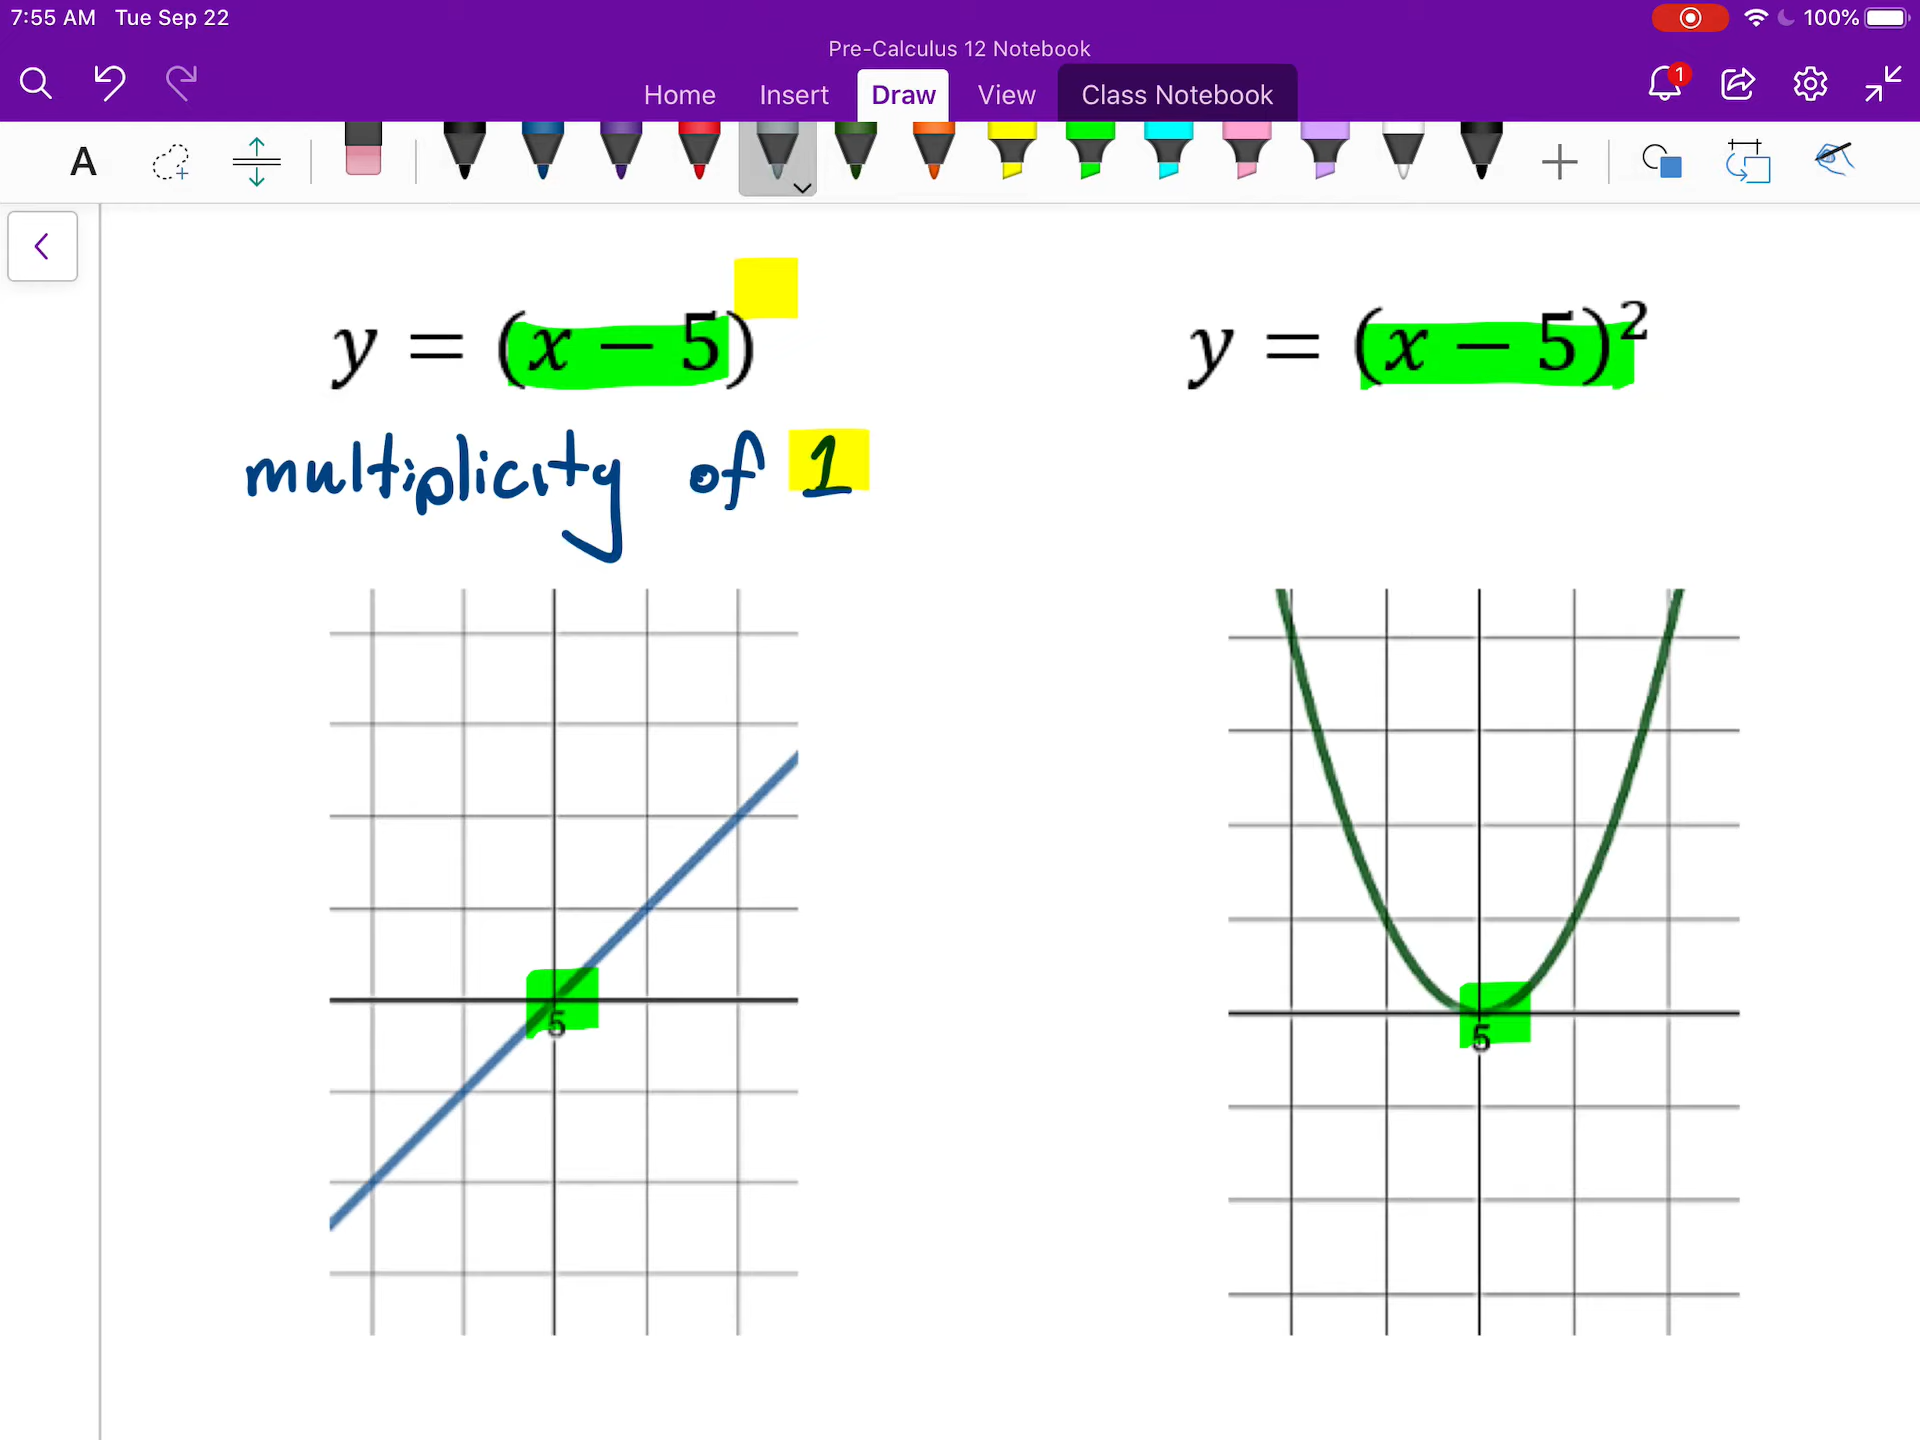 7:55 AM Tue Sep 22
100%
Pre-Calculus 12 Notebook
Home Insert Draw View Class Notebook
1
A
y = (x − 5)
y = (x − 5)²
multiplicity of 1
5
5